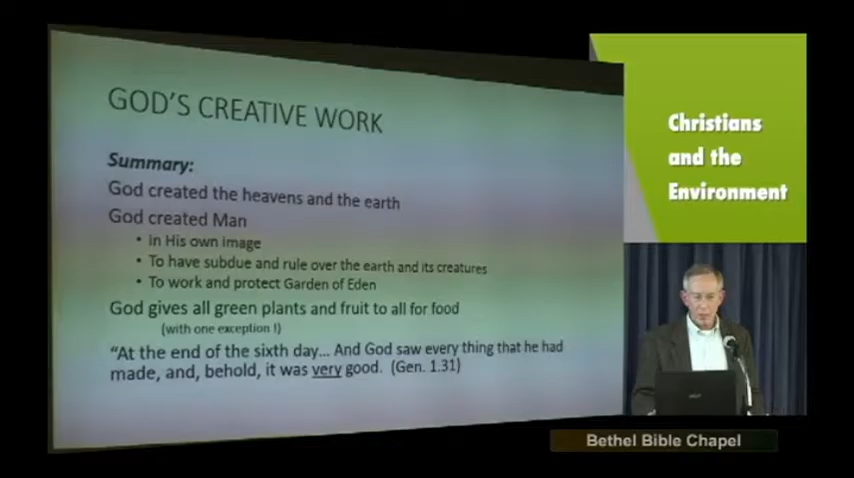 GOD'S CREATIVE WORK
Summary:
God created the heavens and the earth
God created Man
• In His own image
• To have subdue and rule over the earth and its creatures
• To work and protect Garden of Eden
God gives all green plants and fruit to all for food
(with one exception !)
"At the end of the sixth day... And God saw every thing that he had
made, and, behold, it was very good. (Gen. 1.31)
Christians
and the
Environment
Bethel Bible Chapel